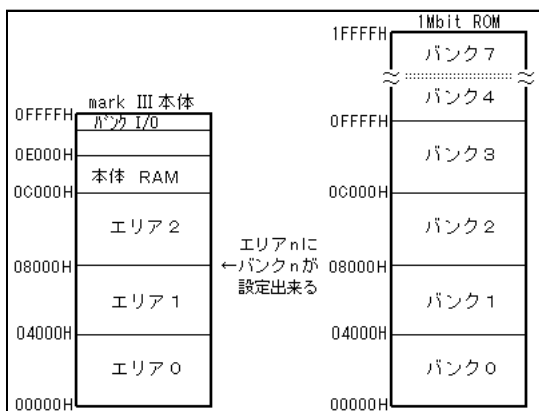 mark III 本体
0FFFFH
バンク I/O
0E000H
本体 RAM
0C000H
エリア2
08000H
エリア1
04000H
エリア0
00000H
エリアnに
←バンクnが
設定出来る
1Mbit ROM
1FFFFH
バンク7
バンク4
0FFFFH
バンク3
0C000H
バンク2
08000H
バンク1
04000H
バンク0
00000H